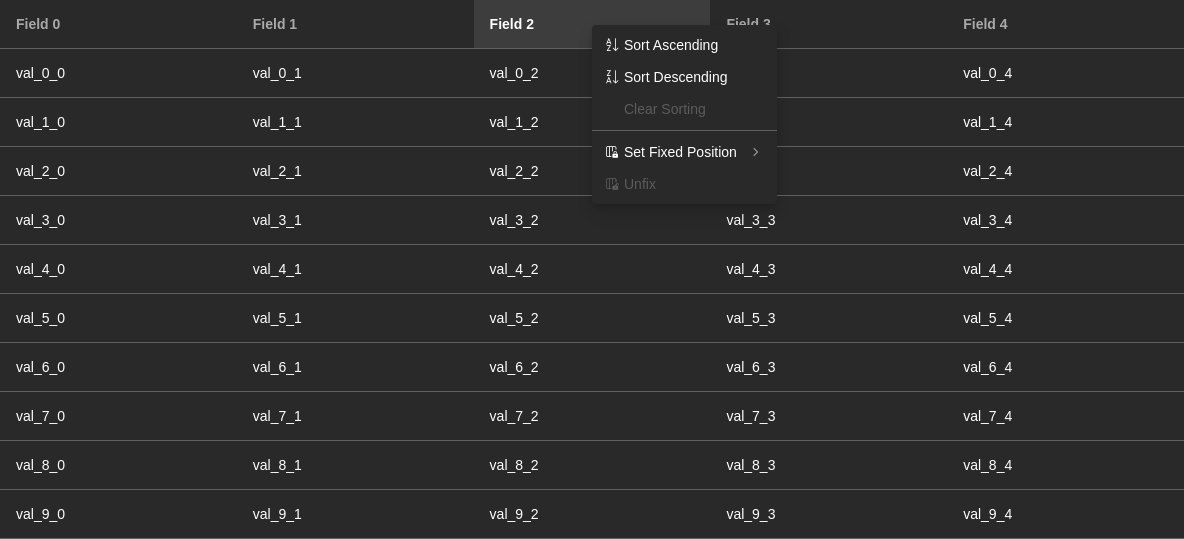 Field 0 Field 1 Field 2 Field 3 Field 4
Sort Ascending
Sort Descending
Clear Sorting
Set Fixed Position
Unfix
val_0_0 val_0_1 val_0_2 val_0_4
val_1_0 val_1_1 val_1_2 val_1_4
val_2_0 val_2_1 val_2_2 val_2_4
val_3_0 val_3_1 val_3_2 val_3_3 val_3_4
val_4_0 val_4_1 val_4_2 val_4_3 val_4_4
val_5_0 val_5_1 val_5_2 val_5_3 val_5_4
val_6_0 val_6_1 val_6_2 val_6_3 val_6_4
val_7_0 val_7_1 val_7_2 val_7_3 val_7_4
val_8_0 val_8_1 val_8_2 val_8_3 val_8_4
val_9_0 val_9_1 val_9_2 val_9_3 val_9_4